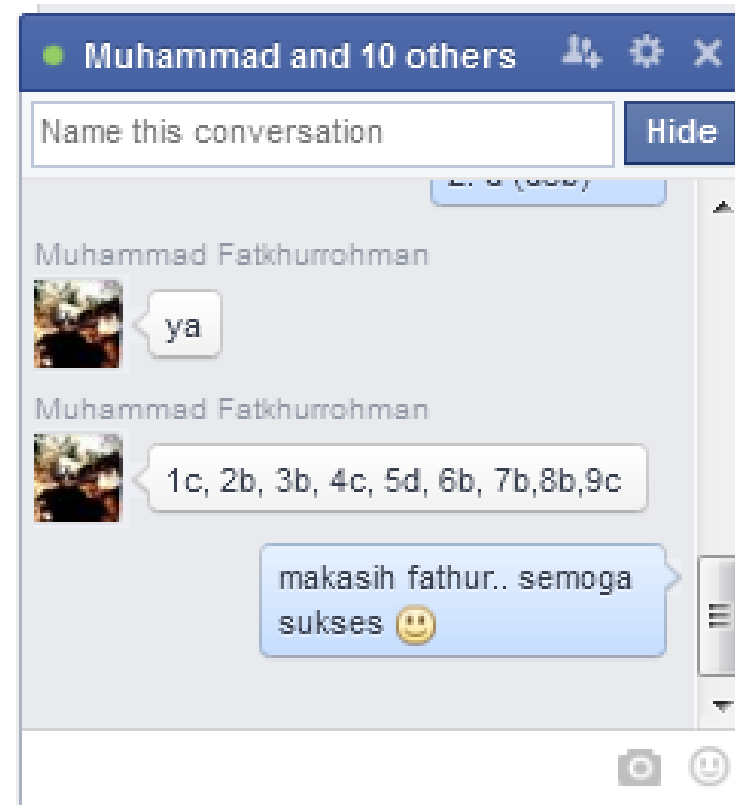 Muhammad and 10 others
Name this conversation
Hide
Muhammad Fatkhurrohman
ya
Muhammad Fatkhurrohman
1c, 2b, 3b, 4c, 5d, 6b, 7b,8b,9c
makasih fathur.. semoga
sukses